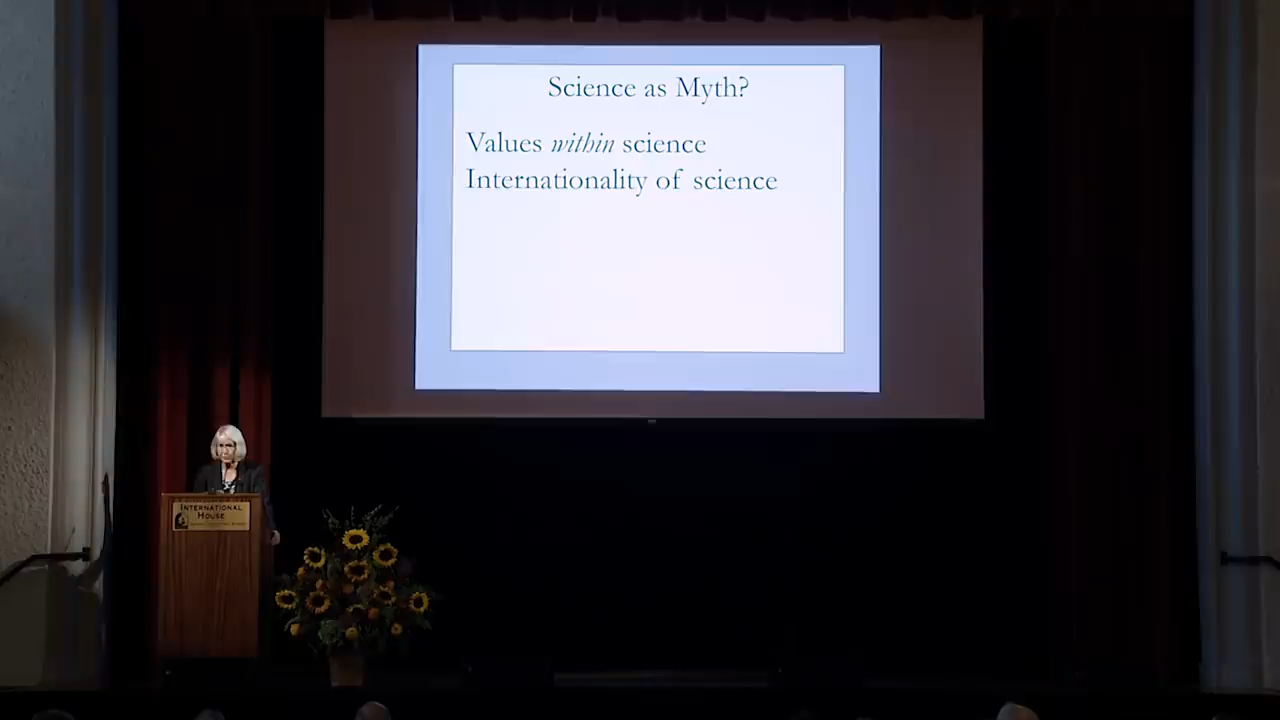 Science as Myth?
Values within science
Internationality of science
INTERNATIONAL
HOUSE